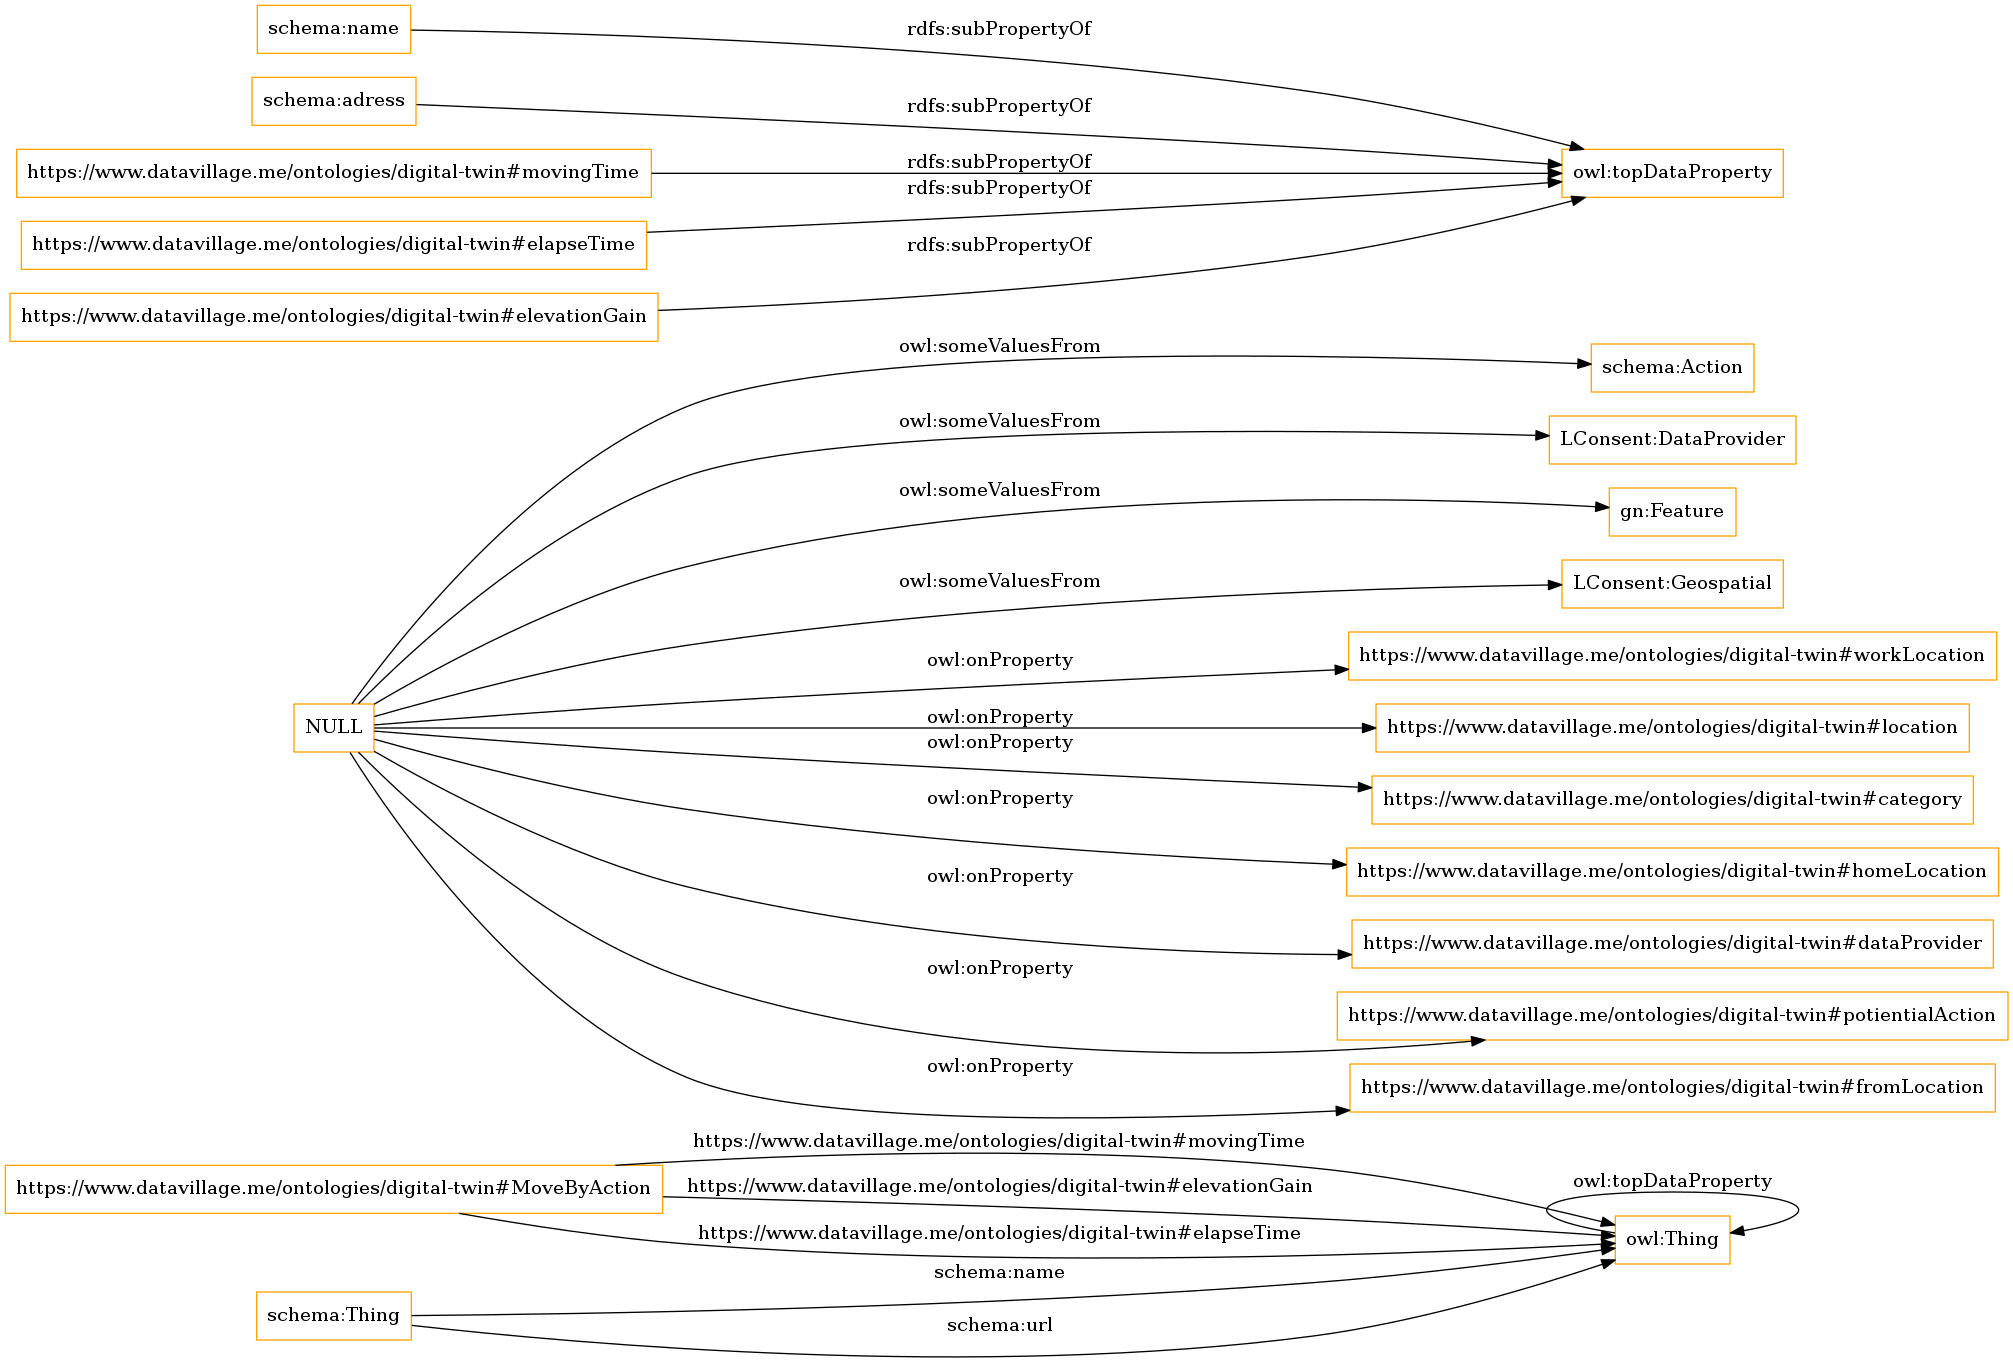 schema:name
rdfs:subPropertyOf
schema:adress
rdfs:subPropertyOf
https://www.datavillage.me/ontologies/digital-twin#movingTime
rdfs:subPropertyOf
owl:topDataProperty
rdfs:subPropertyOf
https://www.datavillage.me/ontologies/digital-twin#elapseTime
rdfs:subPropertyOf
https://www.datavillage.me/ontologies/digital-twin#elevationGain
owl:someValuesFrom
schema:Action
owl:someValuesFrom
LConsent:DataProvider
owl:someValuesFrom
gn:Feature
owl:someValuesFrom
LConsent:Geospatial
owl:onProperty
https://www.datavillage.me/ontologies/digital-twin#workLocation
NULL
owl:onProperty
https://www.datavillage.me/ontologies/digital-twin#location
owl:onProperty
owl:onProperty
https://www.datavillage.me/ontologies/digital-twin#category
owl:onProperty
https://www.datavillage.me/ontologies/digital-twin#homeLocation
https://www.datavillage.me/ontologies/digital-twin#dataProvider
owl:onProperty
https://www.datavillage.me/ontologies/digital-twin#potientialAction
owl:onProperty
https://www.datavillage.me/ontologies/digital-twin#fromLocation
https://www.datavillage.me/ontologies/digital-twin#movingTime
https://www.datavillage.me/ontologies/digital-twin#MoveByAction
https://www.datavillage.me/ontologies/digital-twin#elevationGain
owl:topDataProperty
https://www.datavillage.me/ontologies/digital-twin#elapseTime
owl:Thing
schema:name
schema:Thing
schema:url